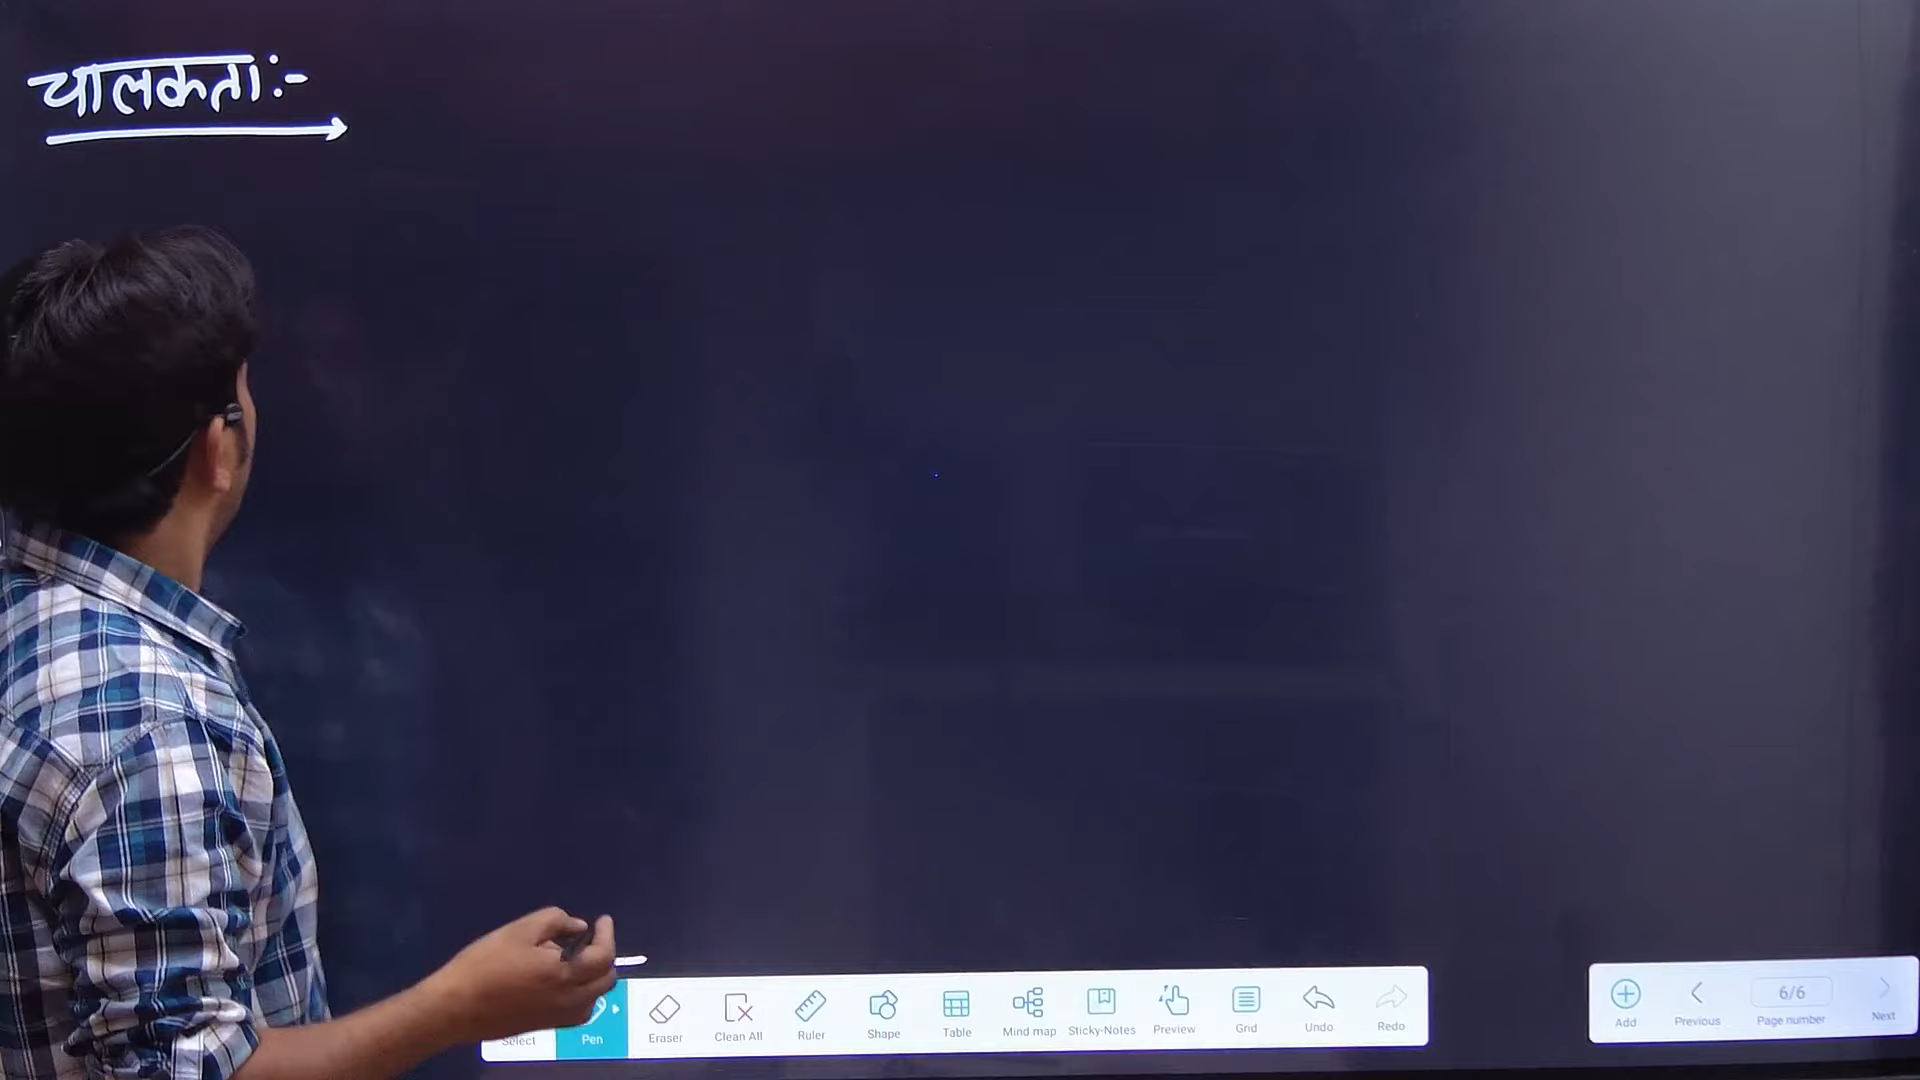 चालकता:-
Select
Pen
Eraser
Clean All
Ruler
Shape
Table
Mind map
Sticky-Notes
Preview
Grid
Undo
Redo
Add
Previous
6/6
Page number
Next